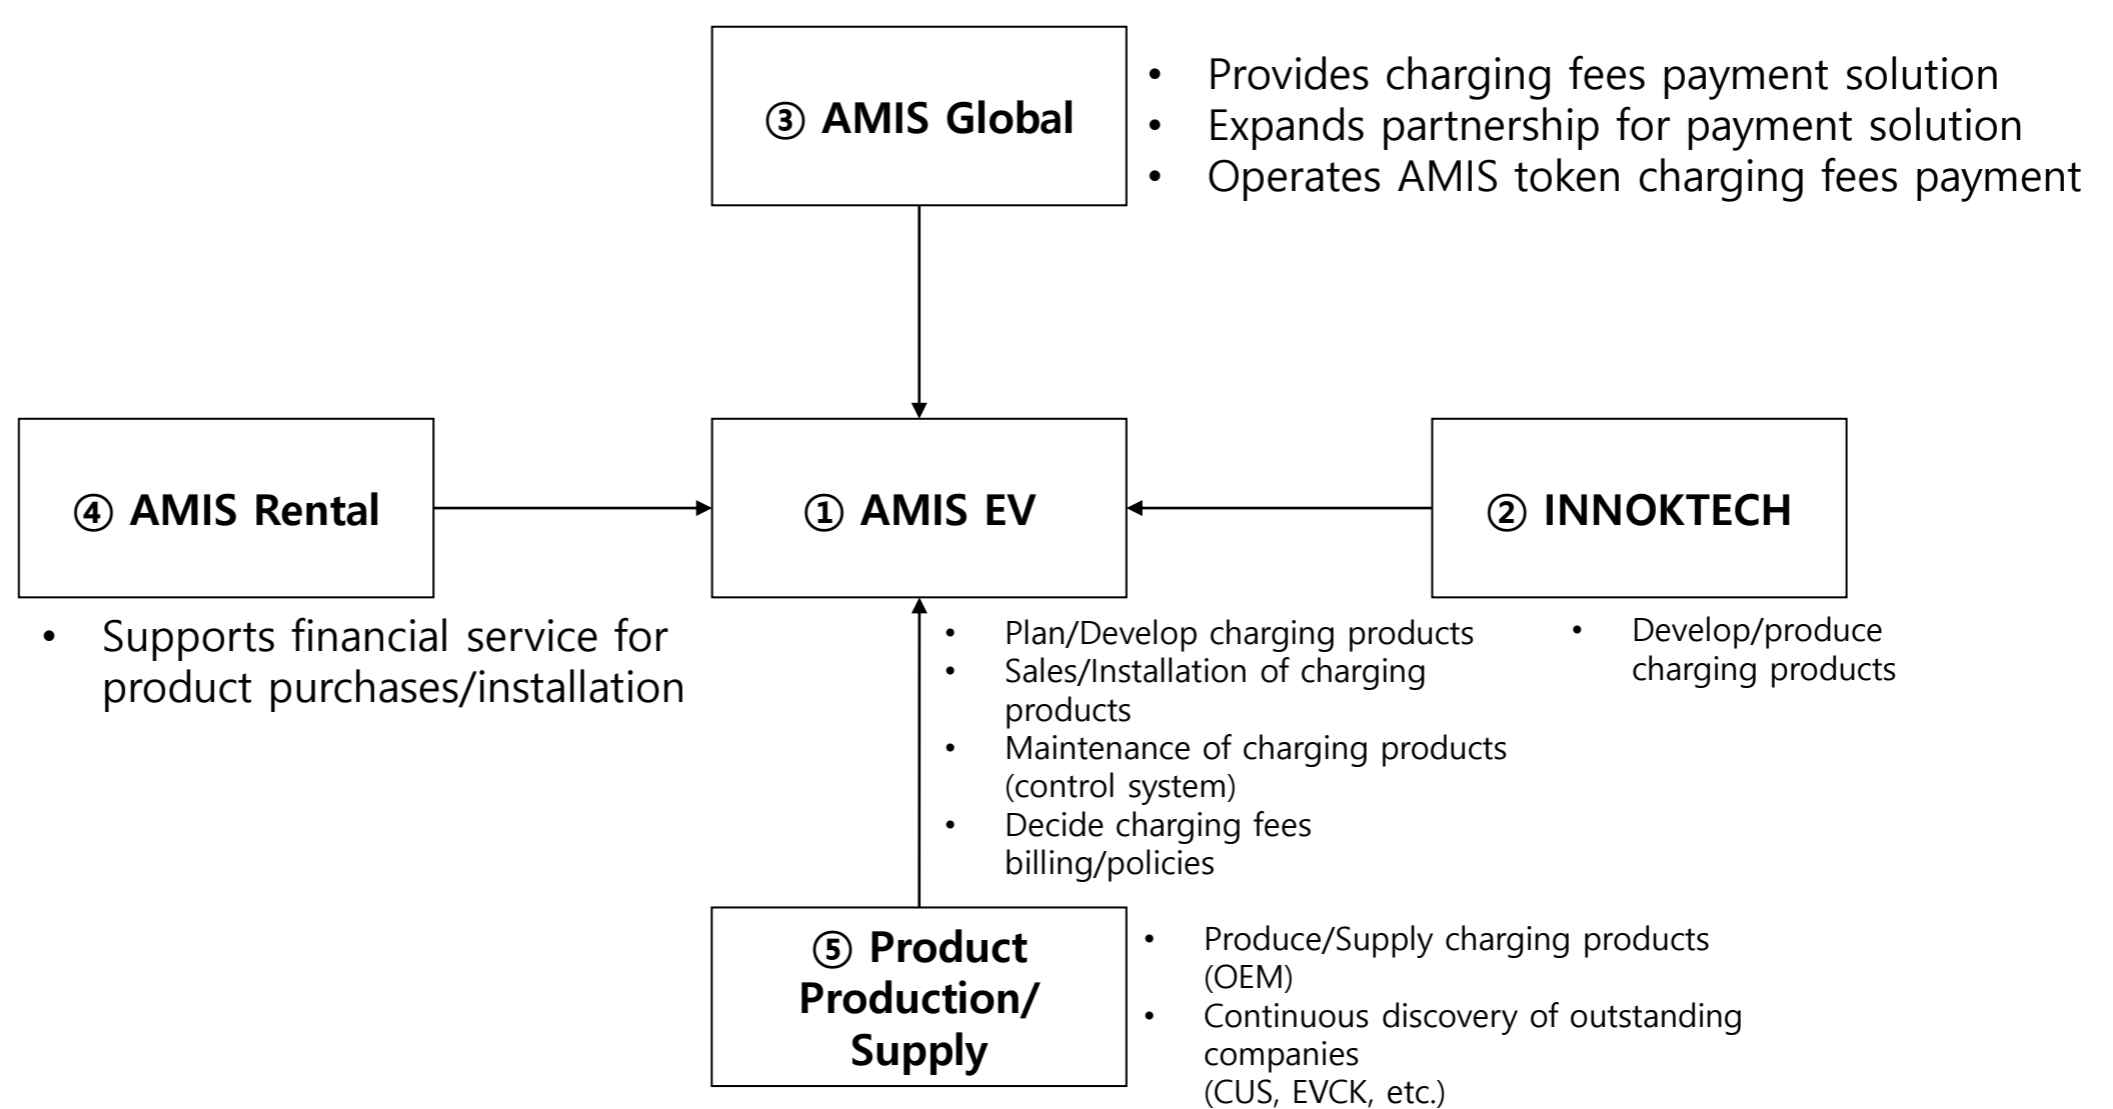 ③ AMIS Global
• Provides charging fees payment solution
• Expands partnership for payment solution
• Operates AMIS token charging fees payment
④ AMIS Rental
• Supports financial service for
product purchases/installation
① AMIS EV
• Plan/Develop charging products
• Sales/Installation of charging
products
• Maintenance of charging products
(control system)
• Decide charging fees
billing/policies
② INNOKTECH
• Develop/produce
charging products
⑤ Product
Production/
Supply
• Produce/Supply charging products
(OEM)
• Continuous discovery of outstanding
companies
(CUS, EVCK, etc.)